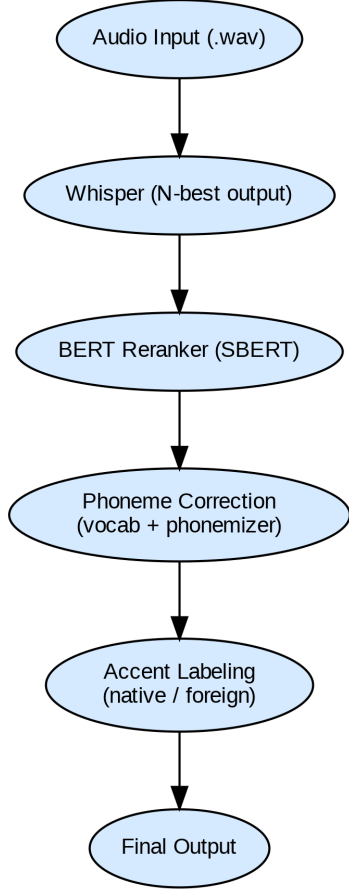 Audio Input (.wav)
Whisper (N-best output)
BERT Reranker (SBERT)
Phoneme Correction
(vocab + phonemizer)
Accent Labeling
(native / foreign)
Final Output